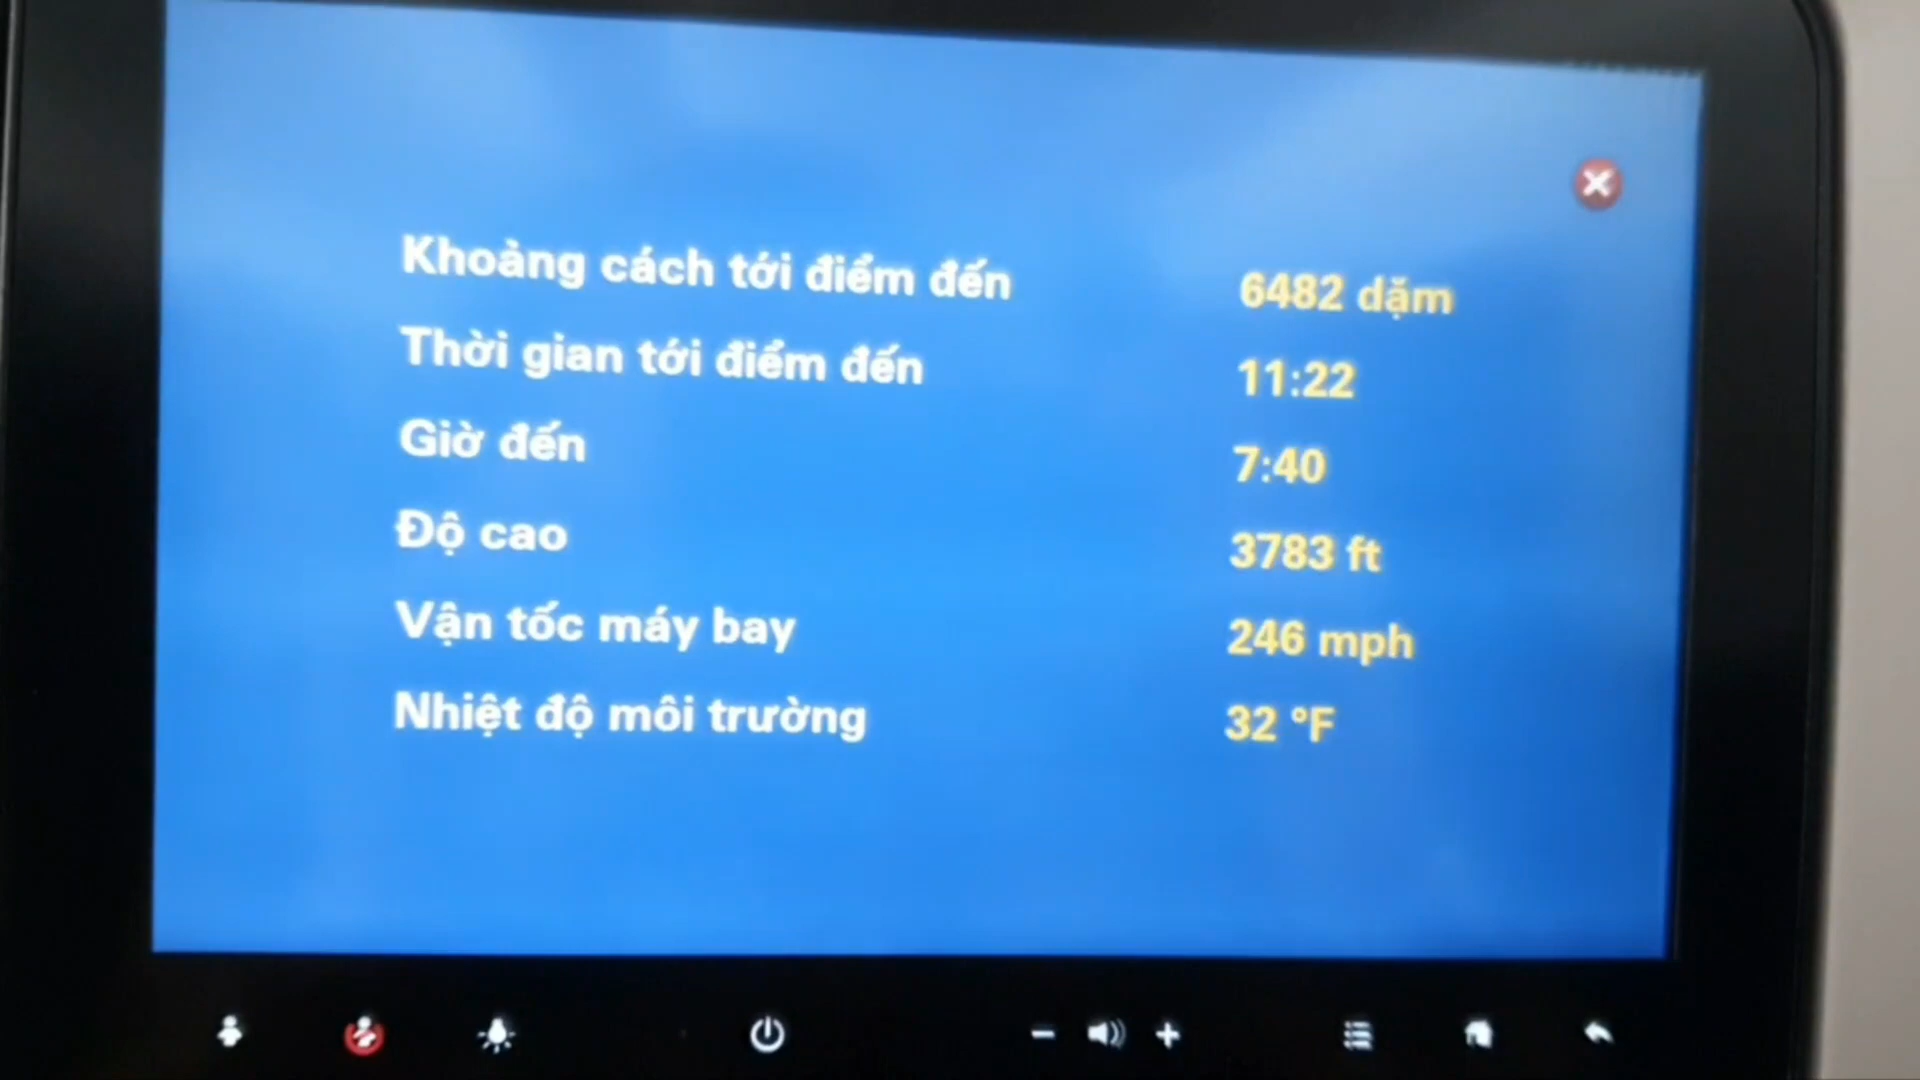 Khoảng cách tới điểm đến 6482 dặm
Thời gian tới điểm đến 11:22
Giờ đến 7:40
Độ cao 3783 ft
Vận tốc máy bay 246 mph
Nhiệt độ môi trường 32 °F